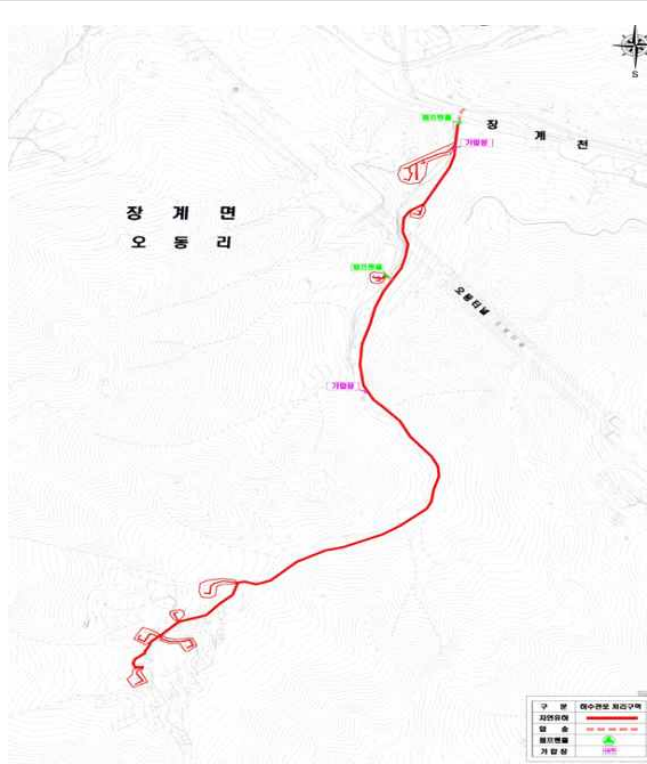 S
펌프맨홀
장 계 천
가압장
장 계 면
오 동 리
펌프맨홀
오동터널
가압장
구 분 하수관로 처리구역
자연유하
압 송
펌프맨홀
가 압 장